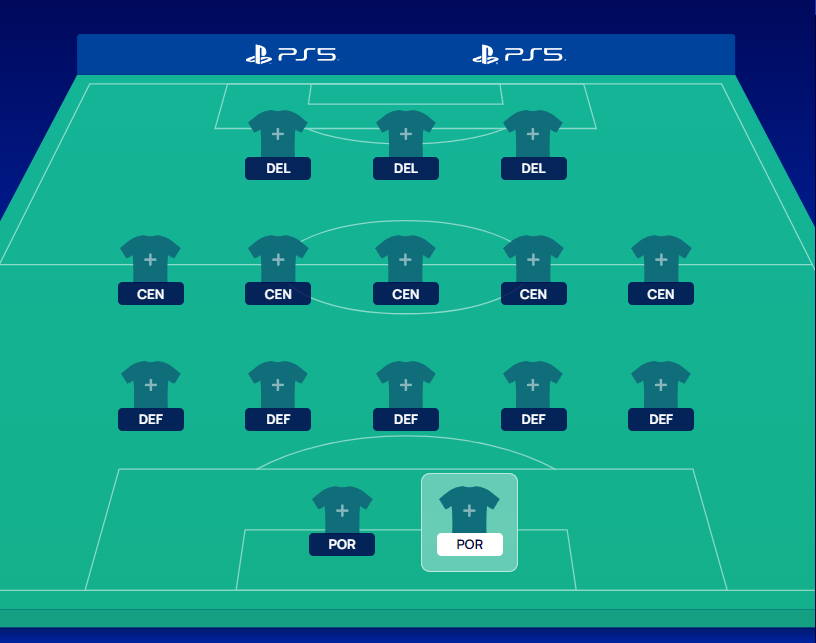 PS5 PS5
DEL DEL DEL
CEN CEN CEN CEN CEN
DEF DEF DEF DEF DEF
POR POR